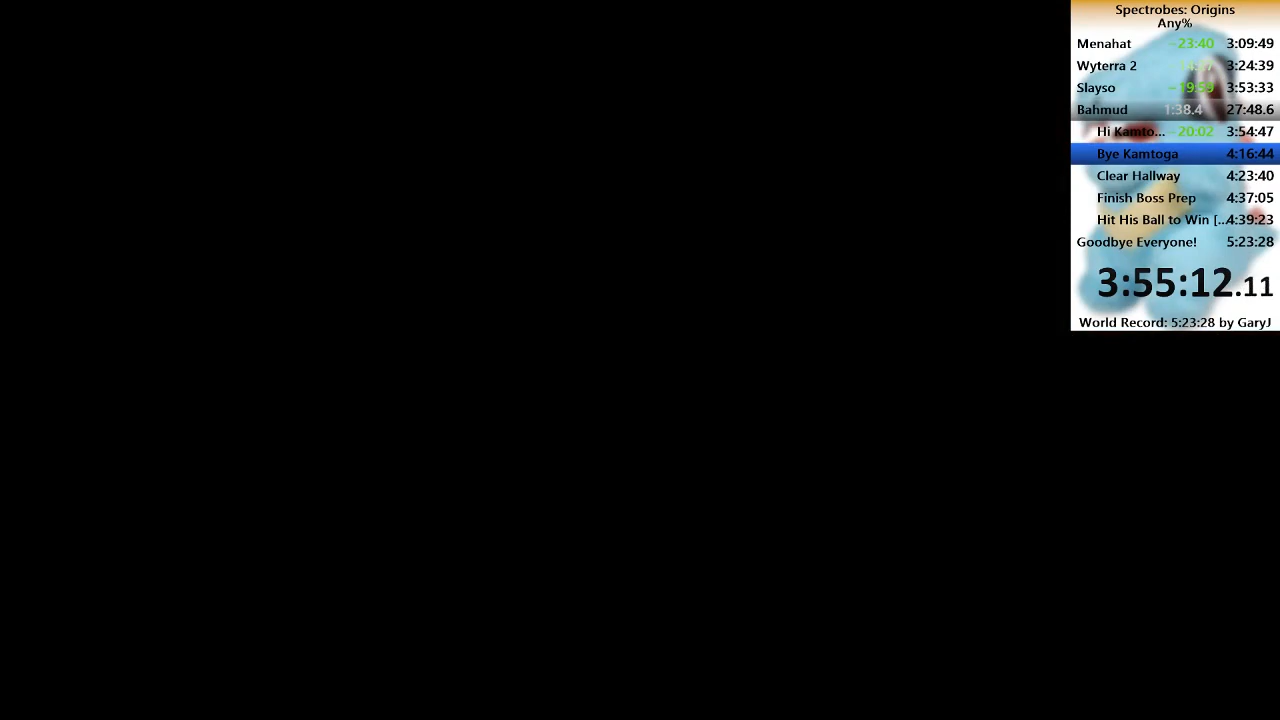 Spectrobes: Origins
Any%
Menahat −23:40 3:09:49
Wyterra 2 3:24:39
Slayso −19:59 3:53:33
Bahmud 1:38.4 27:48.6
Hi Kamto... −20:02 3:54:47
Bye Kamtoga 4:16:44
Clear Hallway 4:23:40
Finish Boss Prep 4:37:05
Hit His Ball to Win [...4:39:23
Goodbye Everyone! 5:23:28
3:55:12.11
World Record: 5:23:28 by GaryJ